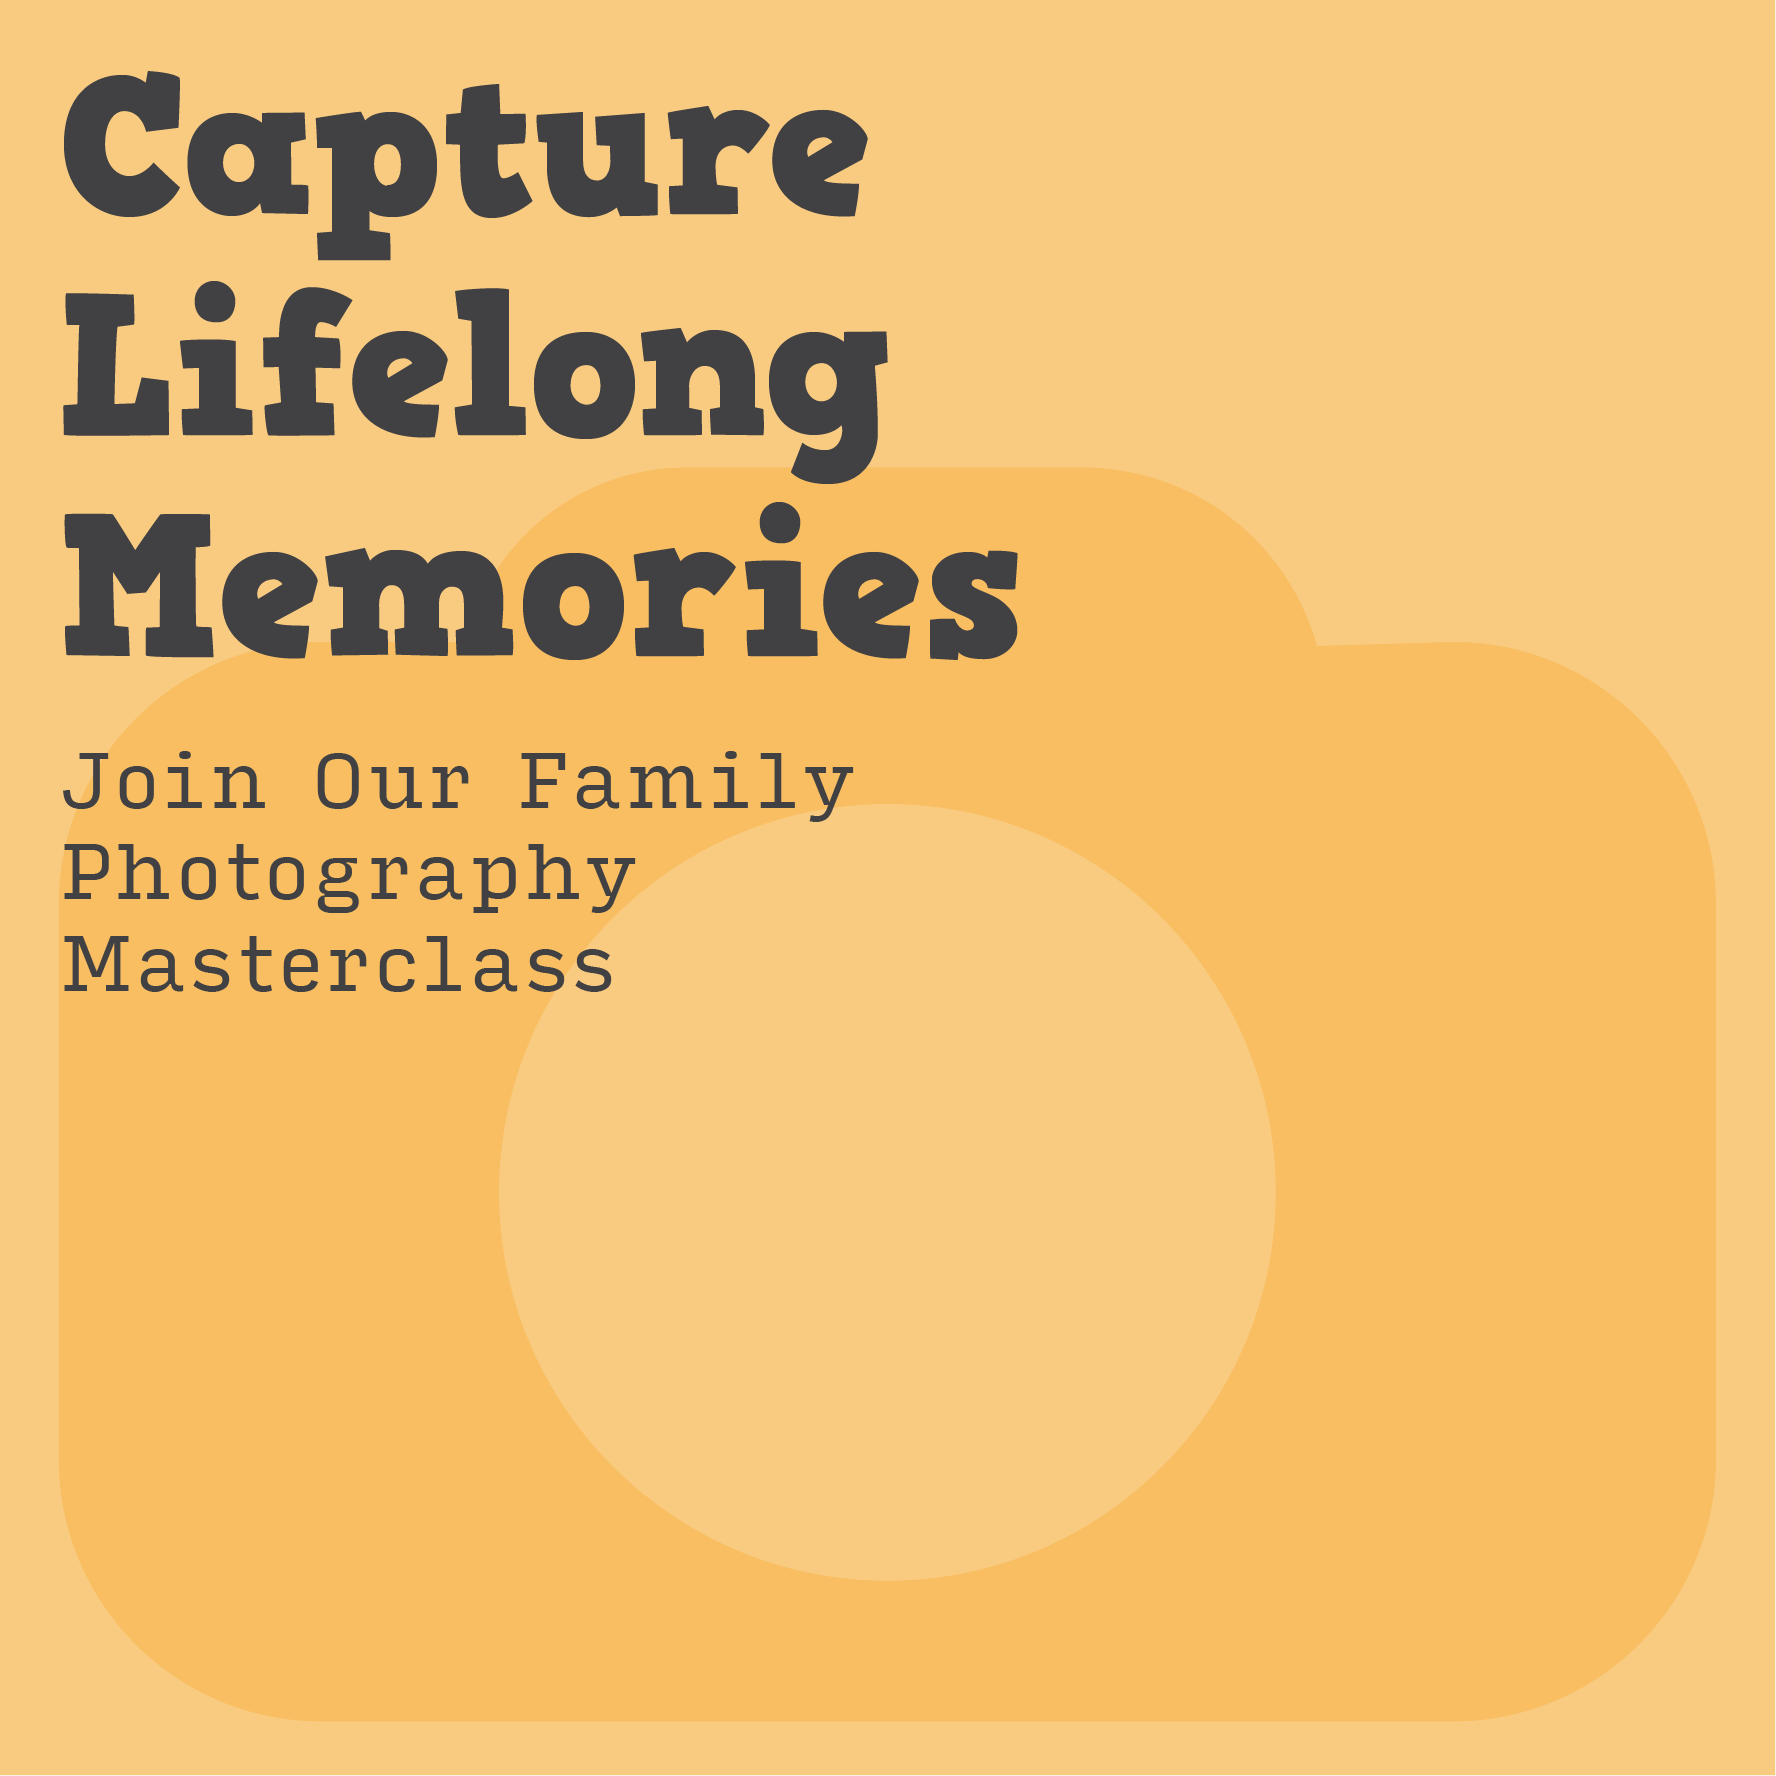 Capture
Lifelong
Memories
Join Our Family
Photography
Masterclass